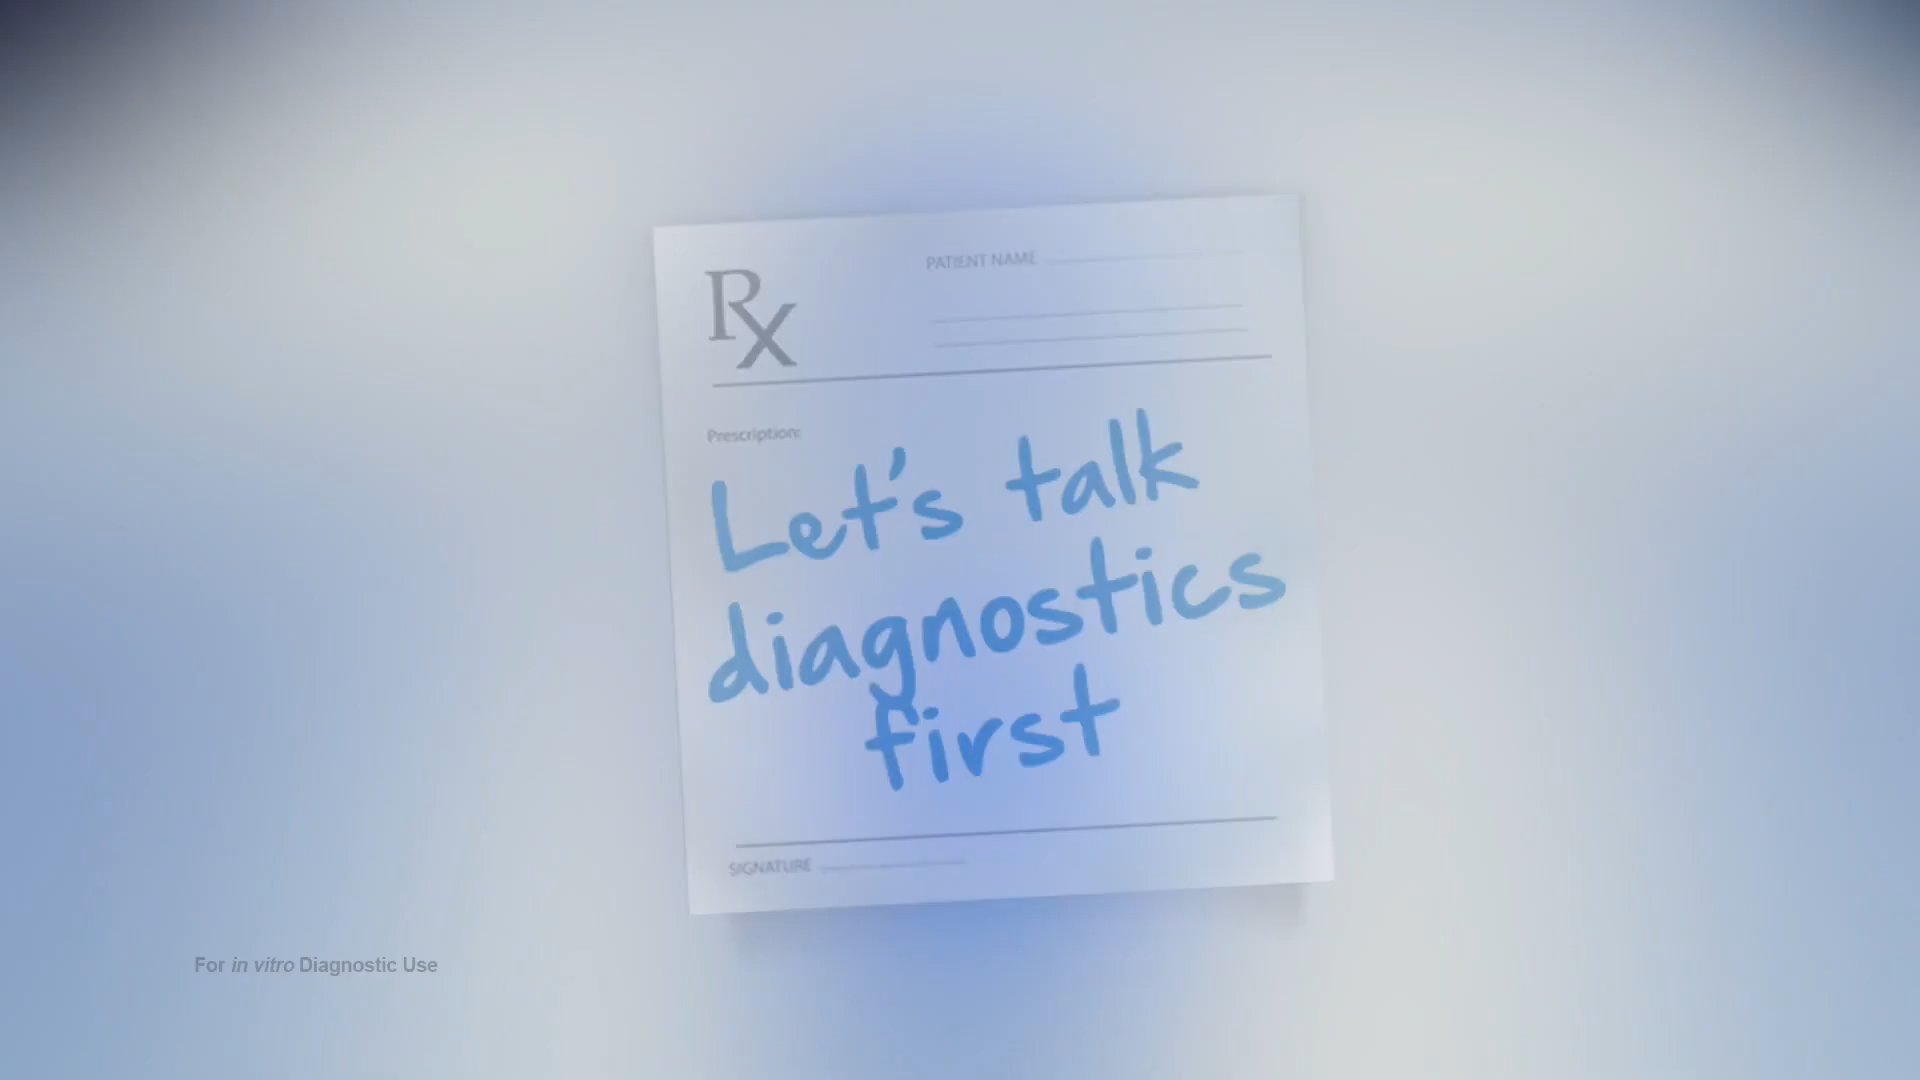 Rx
PATIENT NAME
Prescription:
Let's talk
diagnostics
first
SIGNATURE
For in vitro Diagnostic Use